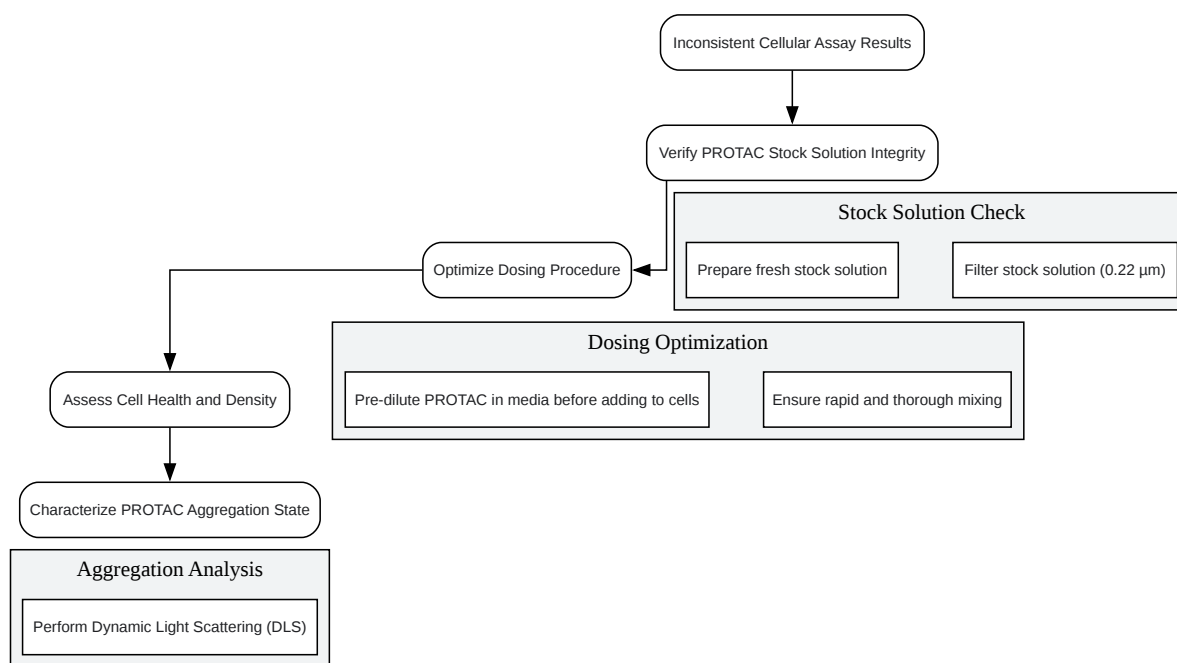 Inconsistent Cellular Assay Results
Verify PROTAC Stock Solution Integrity
Stock Solution Check
Prepare fresh stock solution
Filter stock solution (0.22 µm)
Optimize Dosing Procedure
Dosing Optimization
Pre-dilute PROTAC in media before adding to cells
Ensure rapid and thorough mixing
Assess Cell Health and Density
Characterize PROTAC Aggregation State
Aggregation Analysis
Perform Dynamic Light Scattering (DLS)